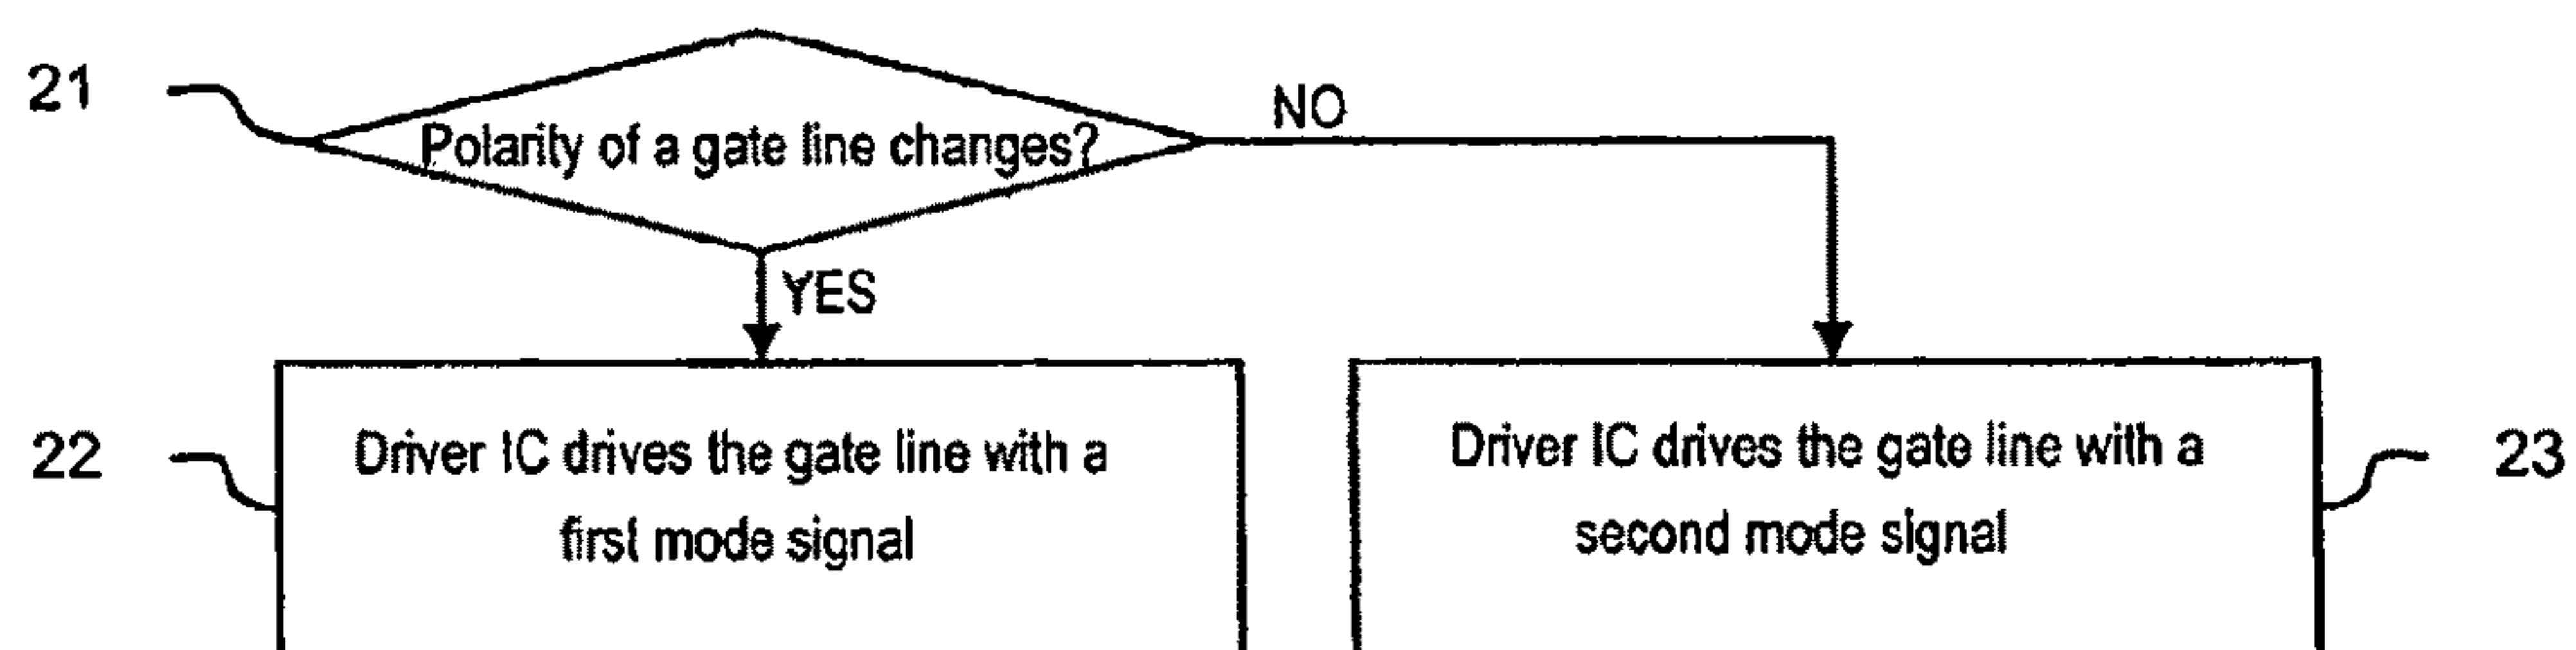 21
Polarity of a gate line changes?
NO
YES
22
Driver IC drives the gate line with a
first mode signal
Driver IC drives the gate line with a
second mode signal
23